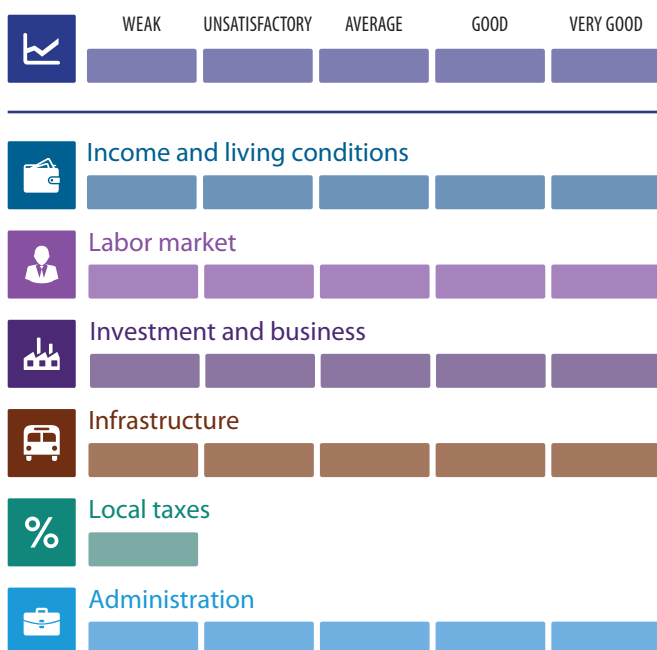 WEAK UNSATISFACTORY AVERAGE GOOD VERY GOOD
Income and living conditions
Labor market
Investment and business
Infrastructure
%
Local taxes
Administration